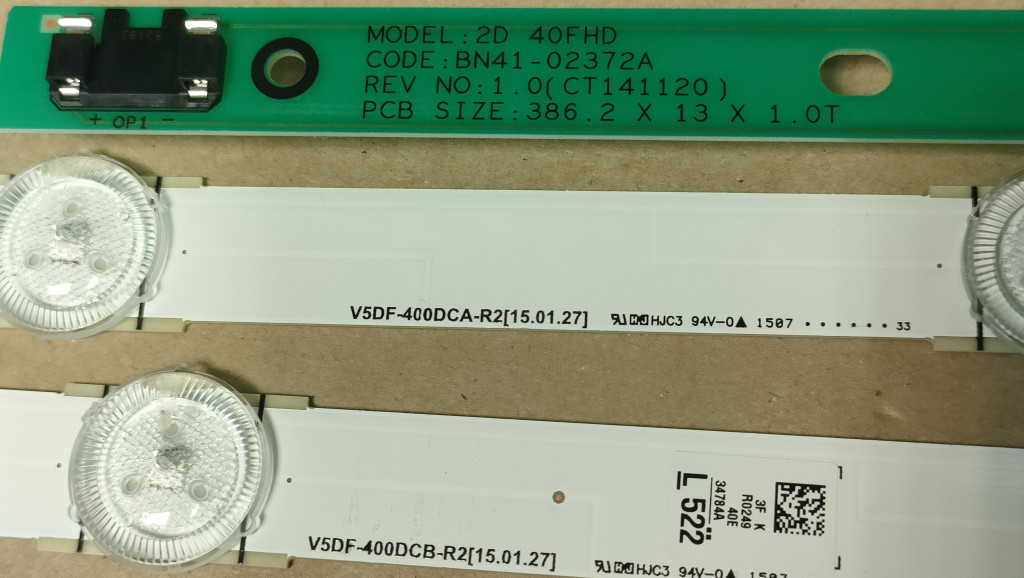 MODEL:2D 40FHD
CODE:BN41-02372A
REV NO:1.0(CT141120)
PCB SIZE:386.2 X 13 X 1.0T
+ OP1 -
V5DF-400DCA-R2[15.01.27] HJC3 94V-0▲ 1507 • • • • • • 33
3F K
R0249
40E
34784A
L 522
V5DF-400DCB-R2[15.01.27] HJC3 94V-0▲ 1507